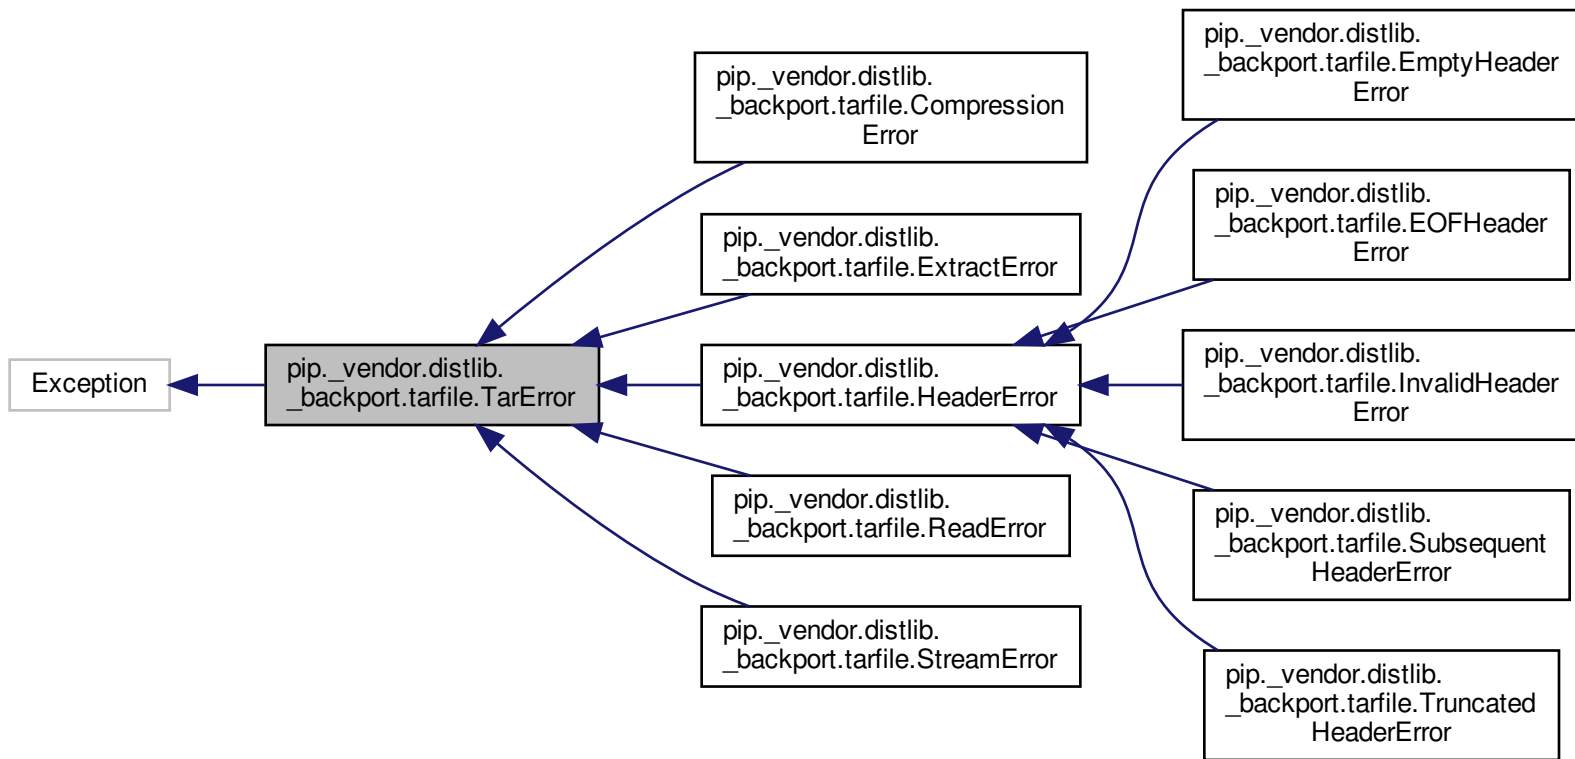 Exception
pip._vendor.distlib.
_backport.tarfile.TarError
pip._vendor.distlib.
_backport.tarfile.Compression
Error
pip._vendor.distlib.
_backport.tarfile.ExtractError
pip._vendor.distlib.
_backport.tarfile.HeaderError
pip._vendor.distlib.
_backport.tarfile.ReadError
pip._vendor.distlib.
_backport.tarfile.StreamError
pip._vendor.distlib.
_backport.tarfile.EmptyHeader
Error
pip._vendor.distlib.
_backport.tarfile.EOFHeader
Error
pip._vendor.distlib.
_backport.tarfile.InvalidHeader
Error
pip._vendor.distlib.
_backport.tarfile.Subsequent
HeaderError
pip._vendor.distlib.
_backport.tarfile.Truncated
HeaderError